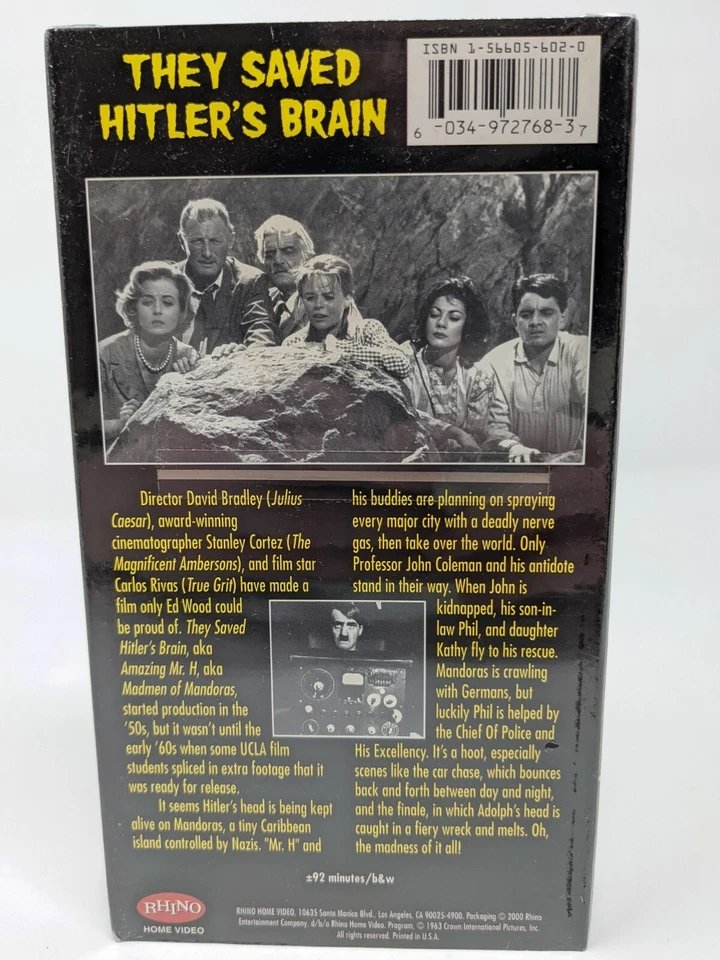 THEY SAVED
HITLER'S BRAIN
ISBN 1-56605-602-0
6 -034-972768-3 7
Director David Bradley (Julius
Caesar), award-winning
cinematographer Stanley Cortez (The
Magnificent Ambersons), and film star
Carlos Rivas (True Grit) have made a
film only Ed Wood could
be proud of. They Saved
Hitler's Brain, aka
Amazing Mr. H, aka
Madmen of Mandoras,
started production in the
'50s, but it wasn't until the
early '60s when some UCLA film
students spliced in extra footage that it
was ready for release.
It seems Hitler's head is being kept
alive on Mandoras, a tiny Caribbean
island controlled by Nazis. "Mr. H" and
his buddies are planning on spraying
every major city with a deadly nerve
gas, then take over the world. Only
Professor John Coleman and his antidote
stand in their way. When John is
kidnapped, his son-in-
law Phil, and daughter
Kathy fly to his rescue.
Mandoras is crawling
with Germans, but
luckily Phil is helped by
the Chief Of Police and
His Excellency. It's a hoot, especially
scenes like the car chase, which bounces
back and forth between day and night,
and the finale, in which Adolph's head is
caught in a fiery wreck and melts. Oh,
the madness of it all!
±92 minutes/b&w
RHINO
HOME VIDEO
RHINO HOME VIDEO, 10635 Santa Monica Blvd., Los Angeles, CA 90025-4900. Packaging © 2000 Rhino
Entertainment Company, d/b/a Rhino Home Video. Program, © 1963 Crown International Pictures, Inc.
All rights reserved. Printed in U.S.A.